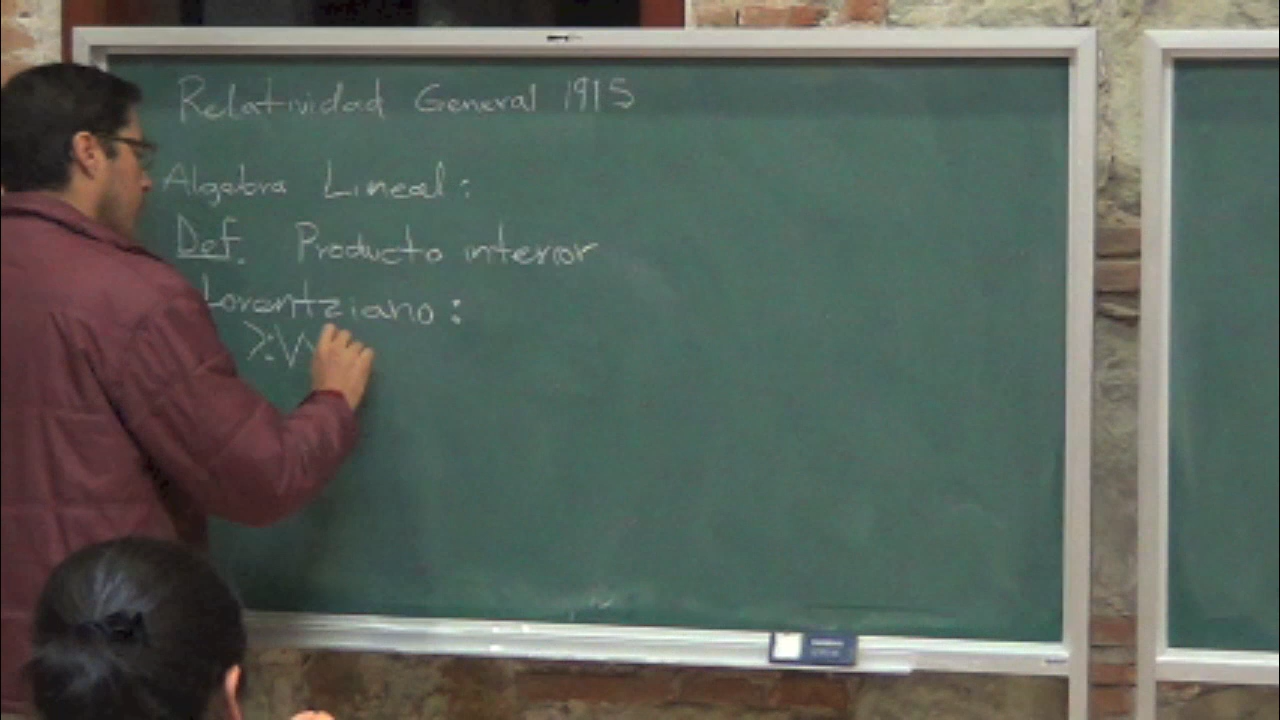 Relatividad General 1915
Algebra Lineal:
Def. Producto interior
Lorentziano:
>:V